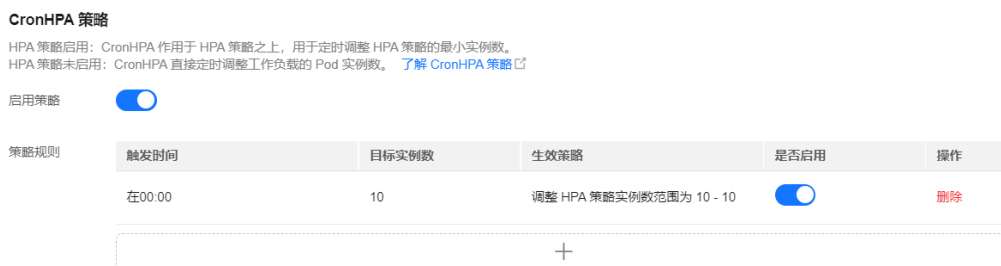 CronHPA 策略
HPA 策略启用：CronHPA 作用于 HPA 策略之上，用于定时调整 HPA 策略的最小实例数。
HPA 策略未启用：CronHPA 直接定时调整工作负载的 Pod 实例数。 了解 CronHPA 策略
启用策略
策略规则 触发时间 目标实例数 生效策略 是否启用 操作
在00:00 10 调整 HPA 策略实例数范围为 10 - 10 删除